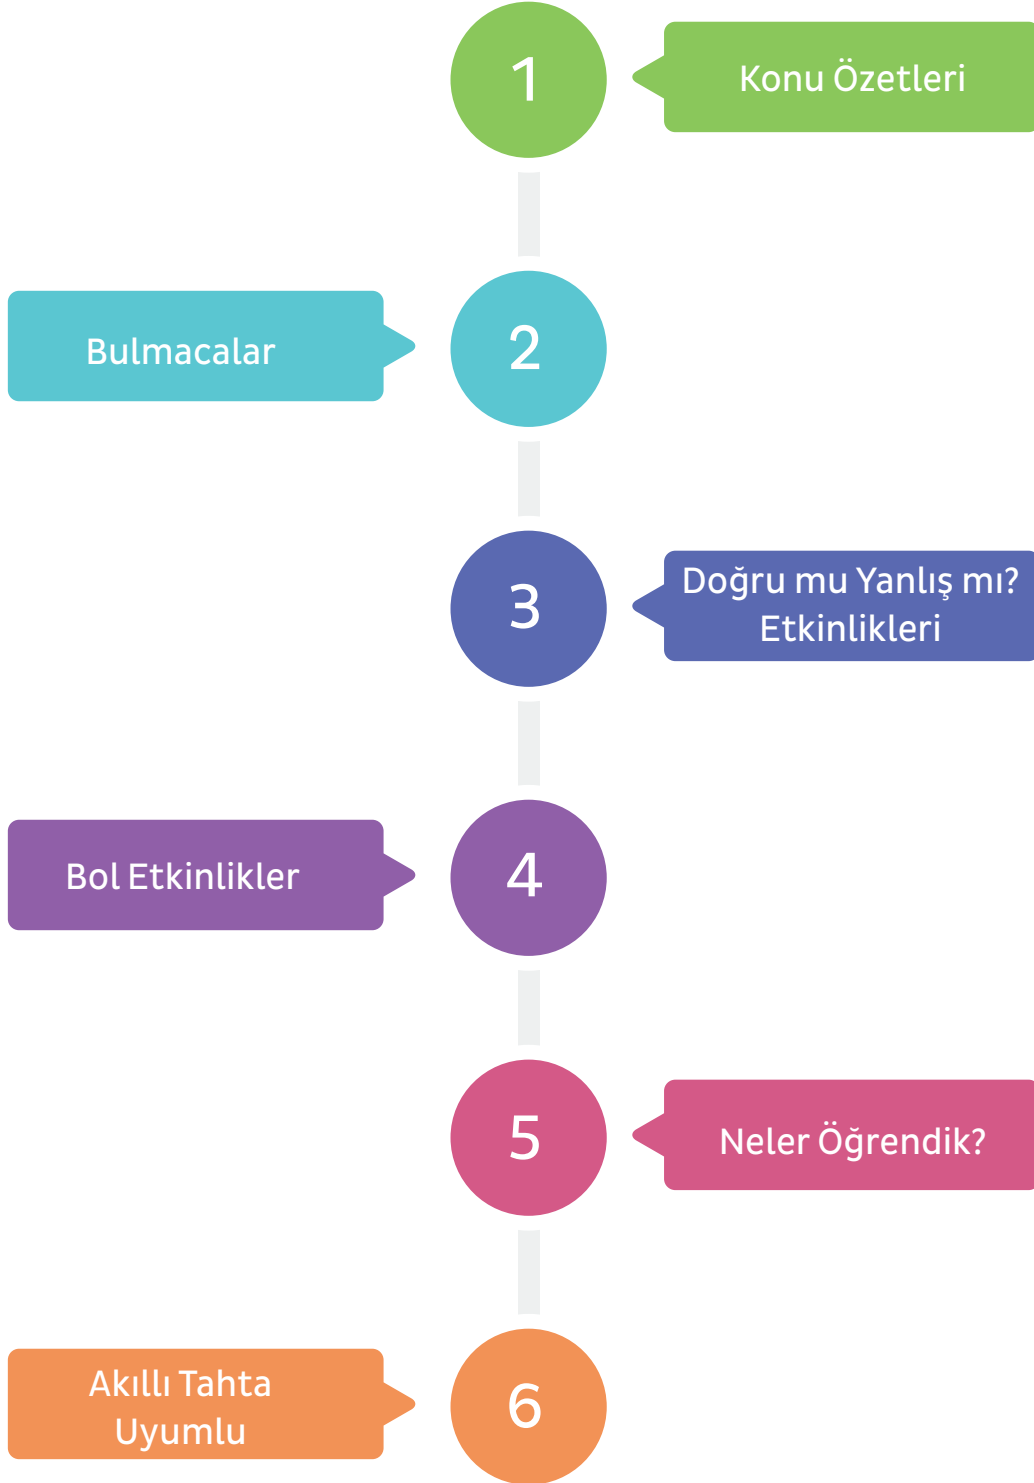 1
Konu Özetleri
Bulmacalar
2
3
Doğru mu Yanlış mı?
Etkinlikleri
Bol Etkinlikler
4
5
Neler Öğrendik?
Akıllı Tahta
Uyumlu
6